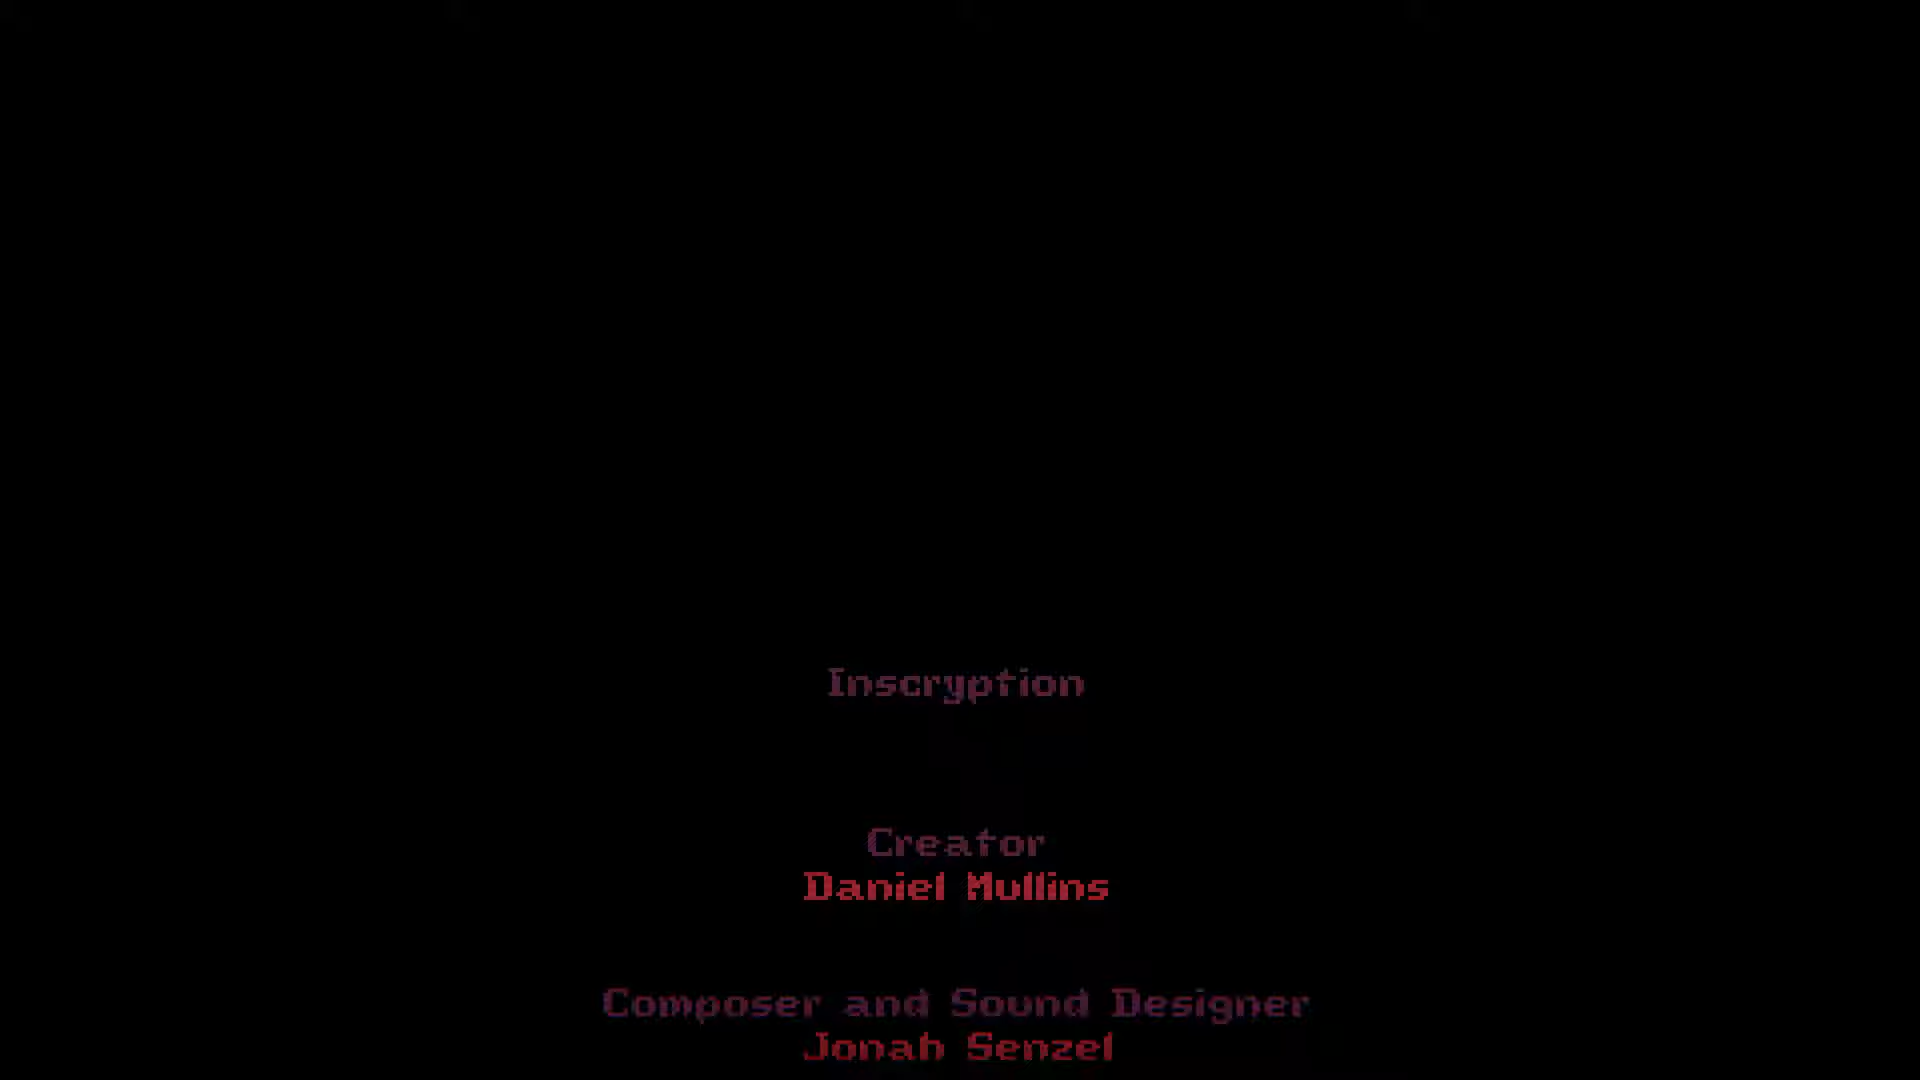 Inscryption
Creator
Daniel Mullins
Composer and Sound Designer
Jonah Senzel